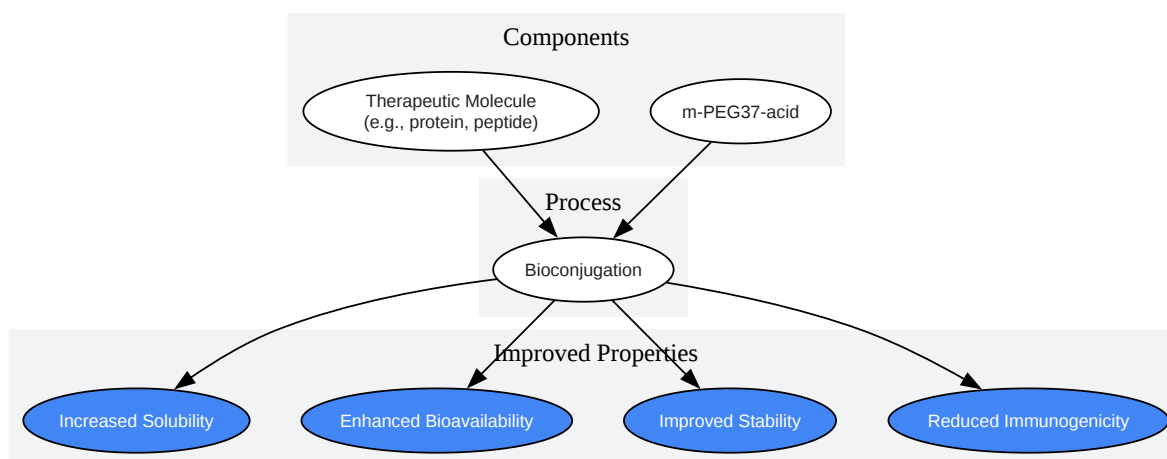 Components
Therapeutic Molecule
(e.g., protein, peptide)
m-PEG37-acid
Process
Bioconjugation
Improved Properties
Increased Solubility
Enhanced Bioavailability
Improved Stability
Reduced Immunogenicity